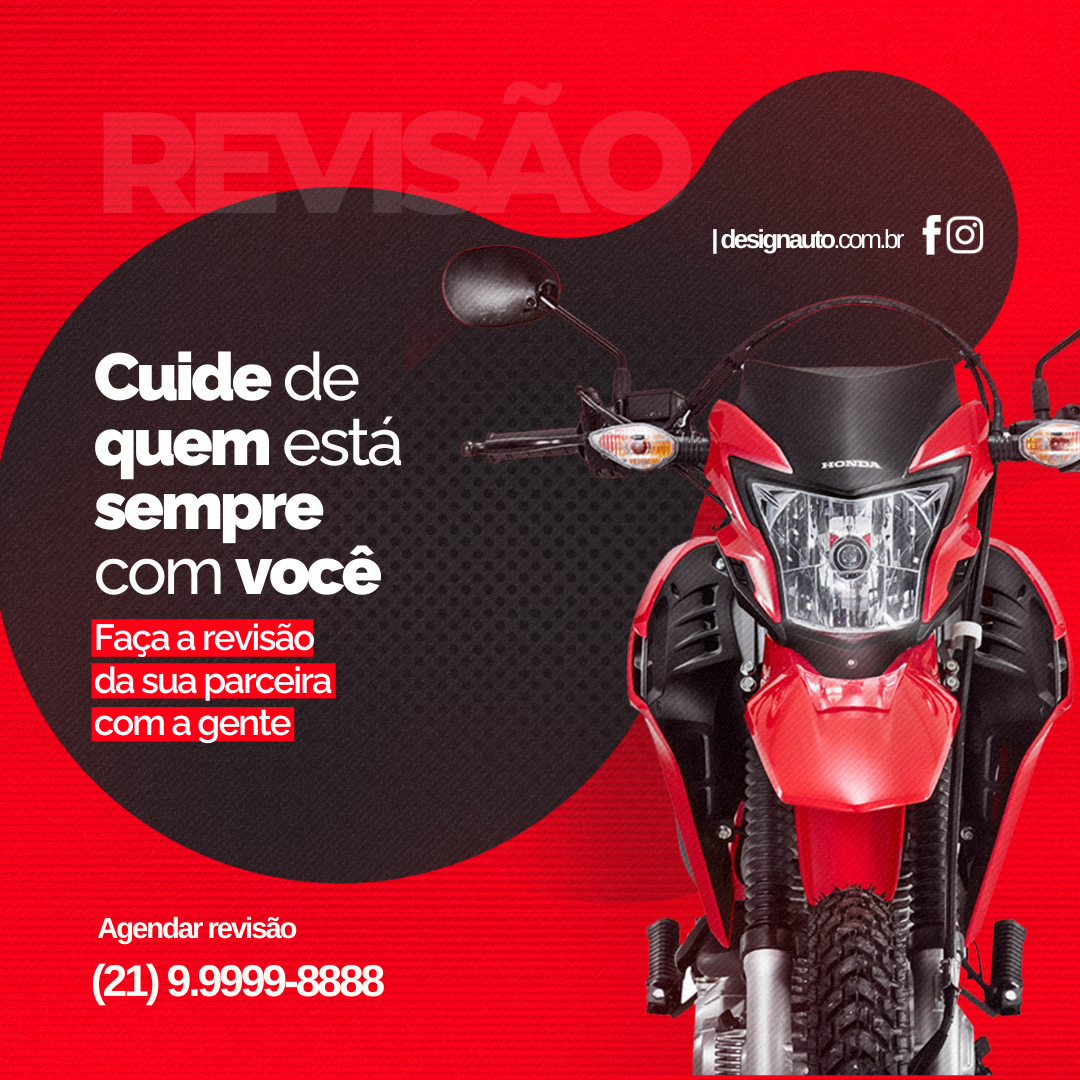 REVISÃO
| designauto.com.br
Cuide de
quem está
sempre
com você
Faça a revisão
da sua parceira
com a gente
HONDA
Agendar revisão
(21) 9.9999-8888